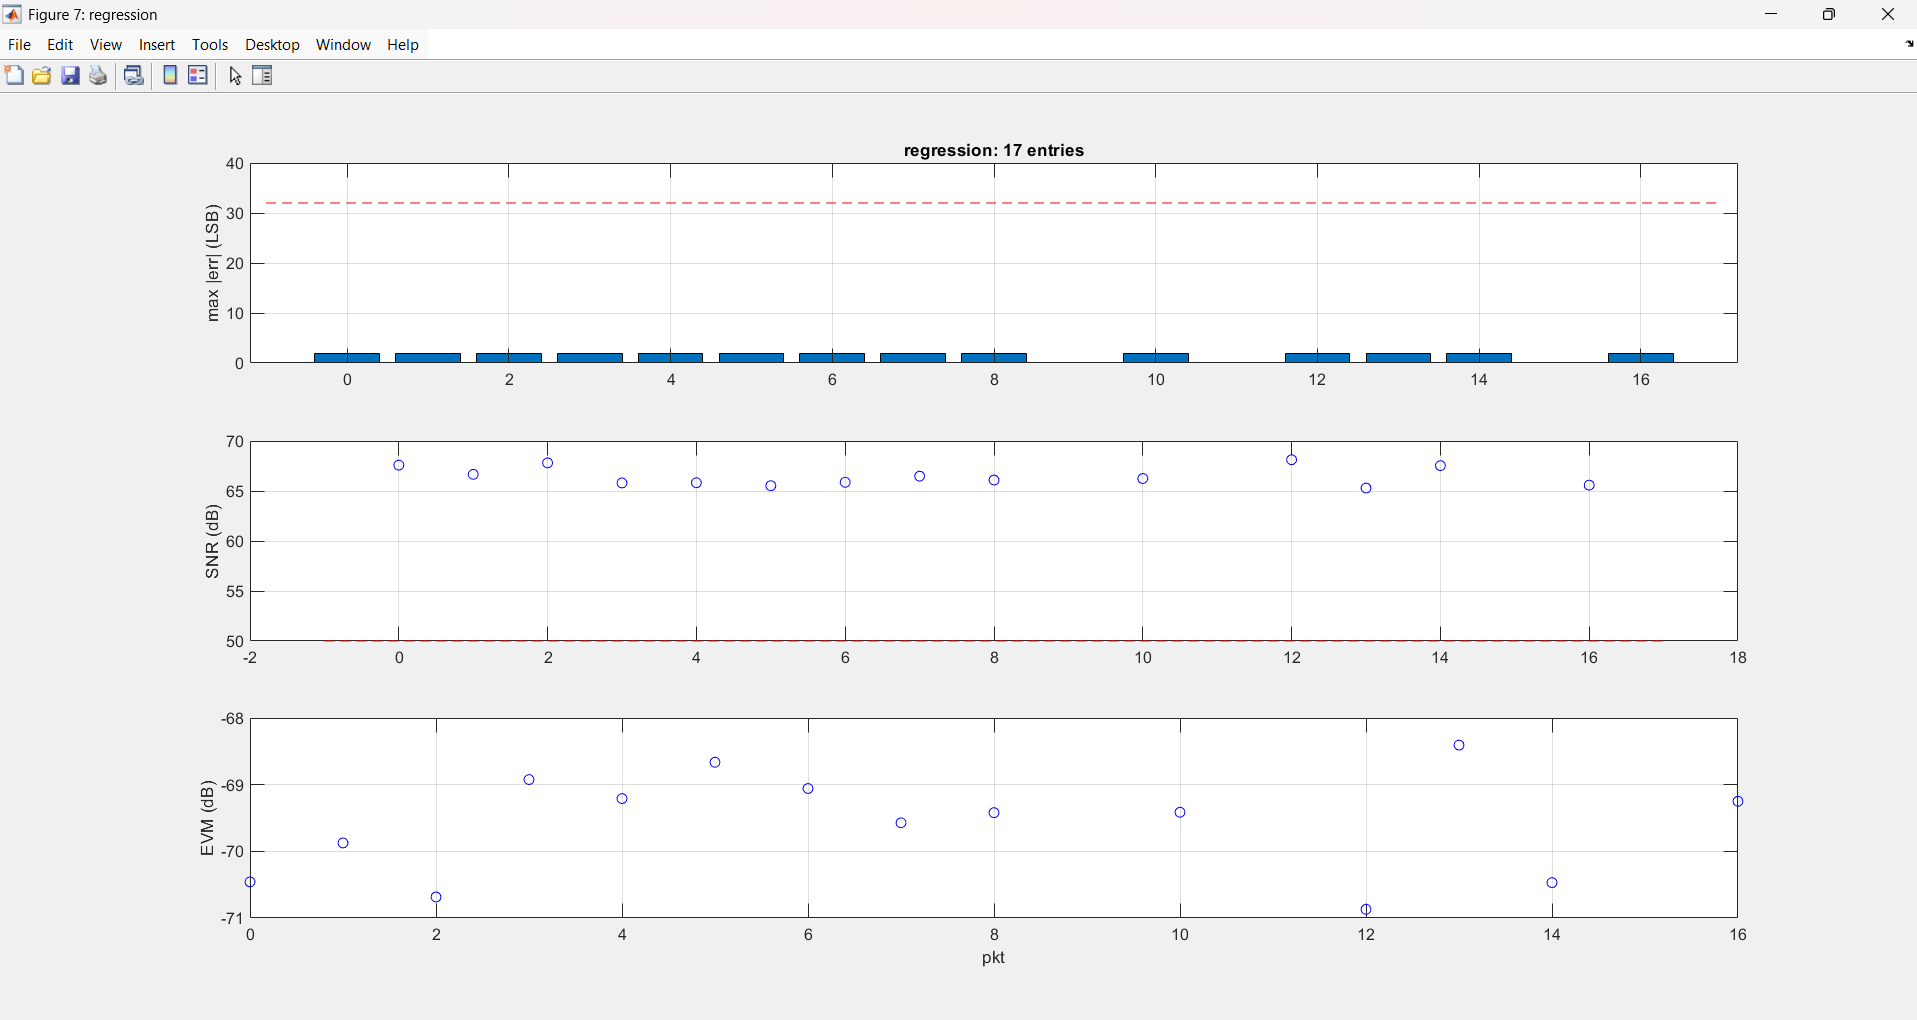 Figure 7: regression
File Edit View Insert Tools Desktop Window Help
regression: 17 entries
max |err| (LSB)
40
30
20
10
0
0 2 4 6 8 10 12 14 16
SNR (dB)
70
65
60
55
50
-2 0 2 4 6 8 10 12 14 16 18
EVM (dB)
-68
-69
-70
-71
0 2 4 6 8 10 12 14 16
pkt